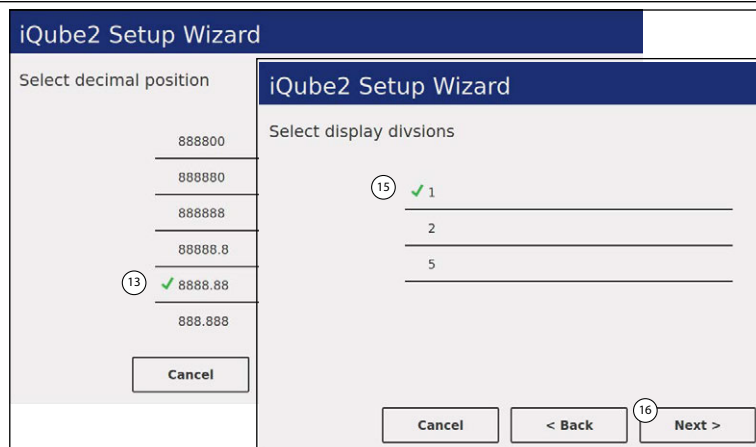 iQube2 Setup Wizard
Select decimal position
888800
888880
888888
88888.8
13 8888.88
888.888
Cancel
iQube2 Setup Wizard
Select display divsions
15 1
2
5
16
Cancel < Back Next >